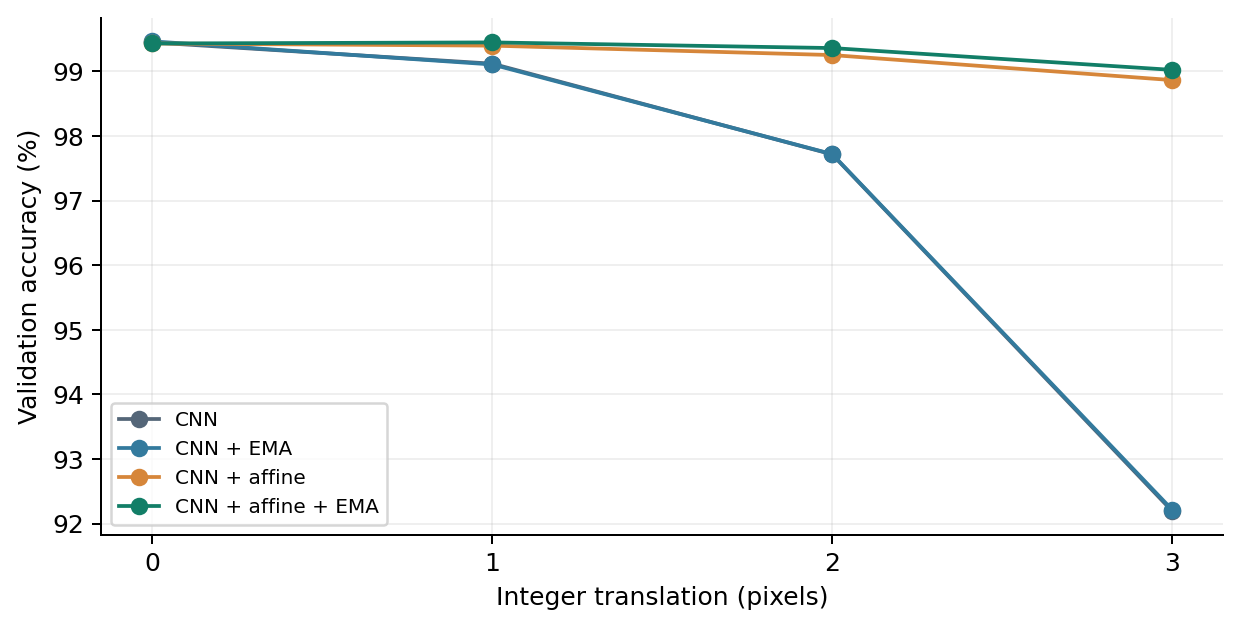 Validation accuracy (%)
99
98
97
96
95
94
93
92
CNN
CNN + EMA
CNN + affine
CNN + affine + EMA
0 1 2 3
Integer translation (pixels)